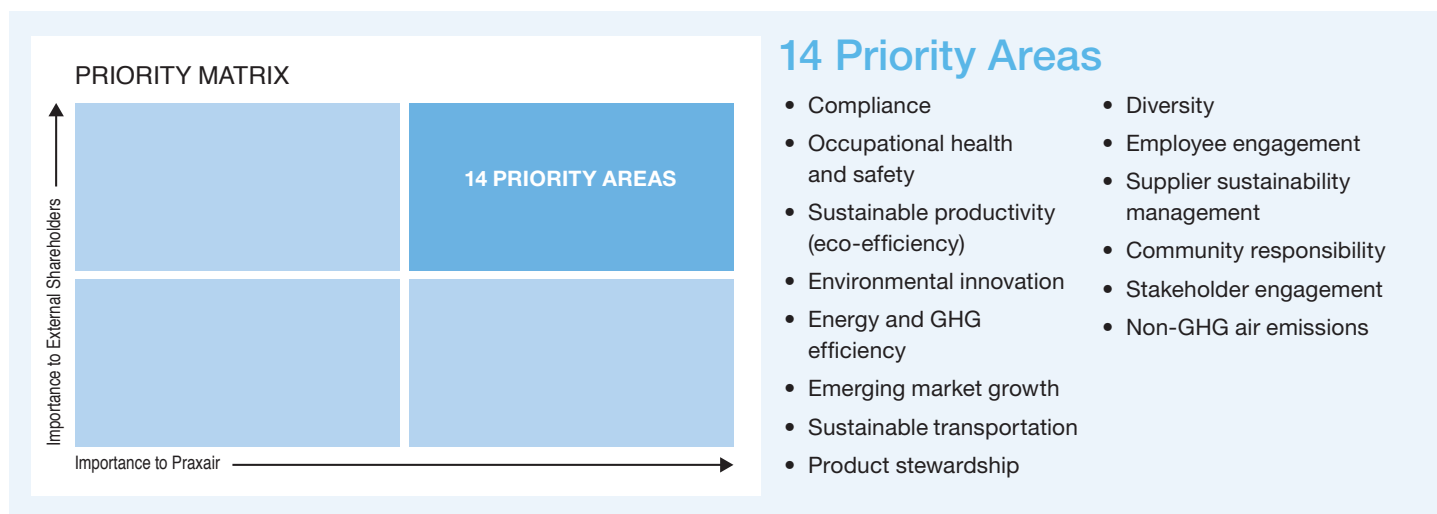 PRIORITY MATRIX
14 PRIORITY AREAS
Importance to External Shareholders
Importance to Praxair
14 Priority Areas
• Compliance
• Occupational health
and safety
• Sustainable productivity
(eco-efficiency)
• Environmental innovation
• Energy and GHG
efficiency
• Emerging market growth
• Sustainable transportation
• Product stewardship
• Diversity
• Employee engagement
• Supplier sustainability
management
• Community responsibility
• Stakeholder engagement
• Non-GHG air emissions